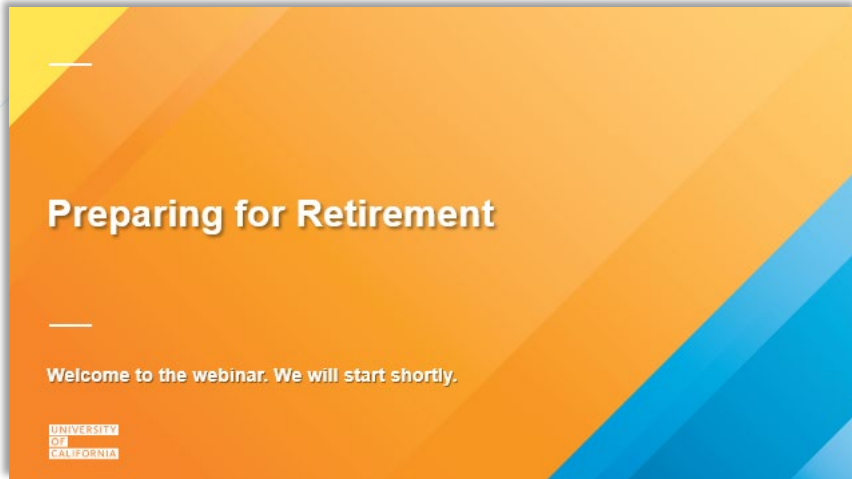 Preparing for Retirement
Welcome to the webinar. We will start shortly.
UNIVERSITY
OF
CALIFORNIA